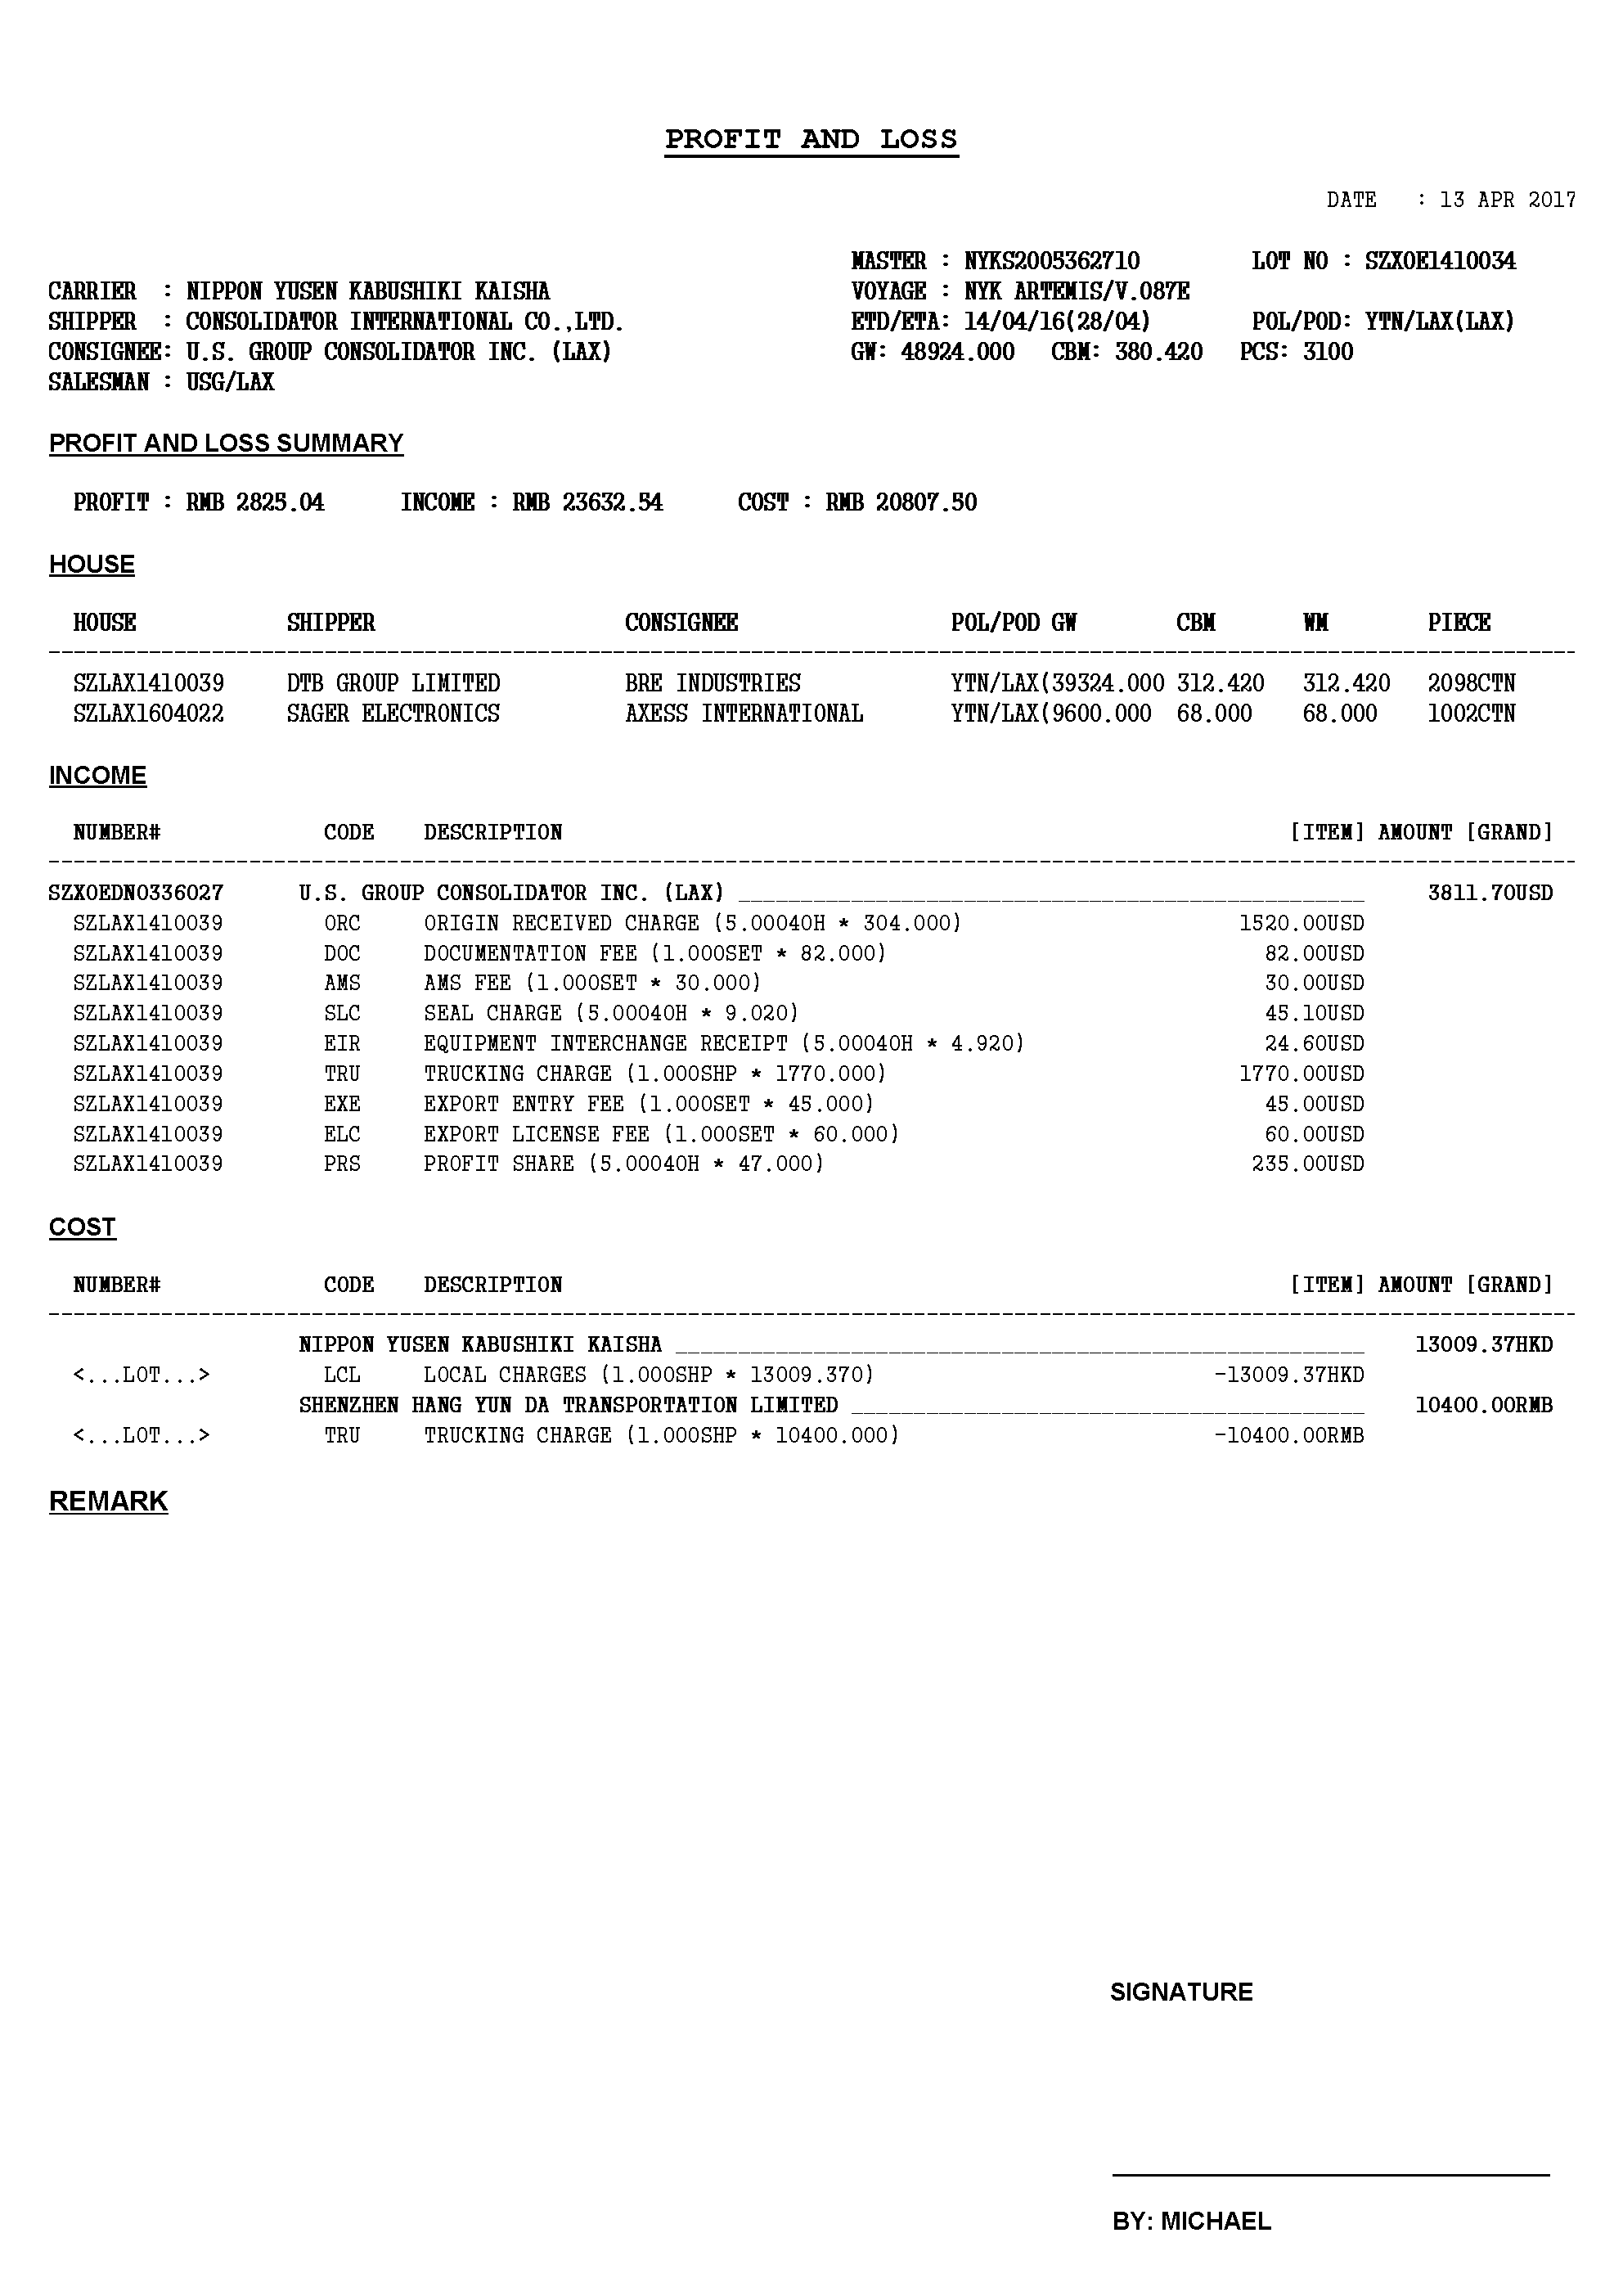 PROFIT AND LOSS
DATE : 13 APR 2017
MASTER : NYKS2005362710 LOT NO : SZXOE1410034
CARRIER : NIPPON YUSEN KABUSHIKI KAISHA VOYAGE : NYK ARTEMIS/V.087E
SHIPPER : CONSOLIDATOR INTERNATIONAL CO.,LTD. ETD/ETA: 14/04/16(28/04) POL/POD: YTN/LAX(LAX)
CONSIGNEE: U.S. GROUP CONSOLIDATOR INC. (LAX) GW: 48924.000 CBM: 380.420 PCS: 3100
SALESMAN : USG/LAX
PROFIT AND LOSS SUMMARY
PROFIT : RMB 2825.04 INCOME : RMB 23632.54 COST : RMB 20807.50
HOUSE
HOUSE SHIPPER CONSIGNEE POL/POD GW CBM WM PIECE
SZLAX1410039 DTB GROUP LIMITED BRE INDUSTRIES YTN/LAX(39324.000 312.420 312.420 2098CTN
SZLAX1604022 SAGER ELECTRONICS AXESS INTERNATIONAL YTN/LAX(9600.000 68.000 68.000 1002CTN
INCOME
NUMBER# CODE DESCRIPTION [ITEM] AMOUNT [GRAND]
SZXOEDN0336027 U.S. GROUP CONSOLIDATOR INC. (LAX) 3811.70USD
SZLAX1410039 ORC ORIGIN RECEIVED CHARGE (5.00040H * 304.000) 1520.00USD
SZLAX1410039 DOC DOCUMENTATION FEE (1.000SET * 82.000) 82.00USD
SZLAX1410039 AMS AMS FEE (1.000SET * 30.000) 30.00USD
SZLAX1410039 SLC SEAL CHARGE (5.00040H * 9.020) 45.10USD
SZLAX1410039 EIR EQUIPMENT INTERCHANGE RECEIPT (5.00040H * 4.920) 24.60USD
SZLAX1410039 TRU TRUCKING CHARGE (1.000SHP * 1770.000) 1770.00USD
SZLAX1410039 EXE EXPORT ENTRY FEE (1.000SET * 45.000) 45.00USD
SZLAX1410039 ELC EXPORT LICENSE FEE (1.000SET * 60.000) 60.00USD
SZLAX1410039 PRS PROFIT SHARE (5.00040H * 47.000) 235.00USD
COST
NUMBER# CODE DESCRIPTION [ITEM] AMOUNT [GRAND]
NIPPON YUSEN KABUSHIKI KAISHA 13009.37HKD
<...LOT...> LCL LOCAL CHARGES (1.000SHP * 13009.370) -13009.37HKD
SHENZHEN HANG YUN DA TRANSPORTATION LIMITED 10400.00RMB
<...LOT...> TRU TRUCKING CHARGE (1.000SHP * 10400.000) -10400.00RMB
REMARK
SIGNATURE
BY: MICHAEL